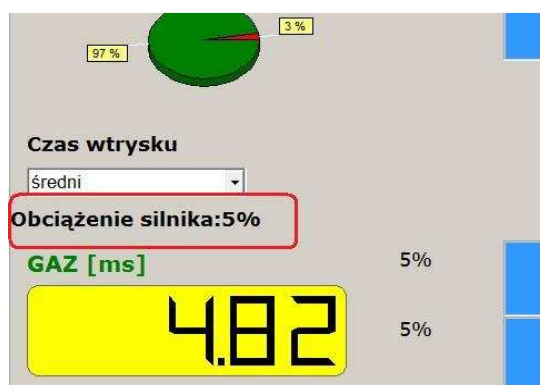 3 %
97 %
Czas wtrysku
średni
Obciążenie silnika:5%
GAZ [ms]
5%
4.82
5%